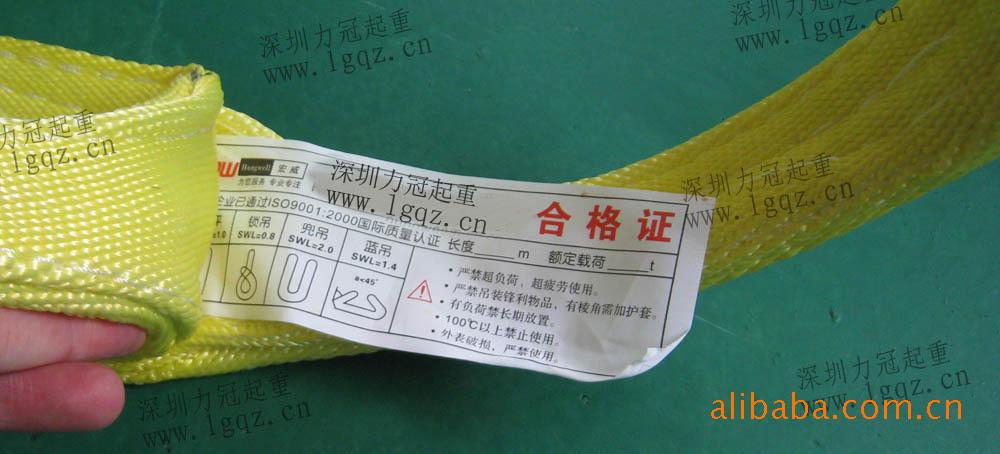 深圳力冠起重
www.lgqz.cn
深圳力冠起重
www.lgqz.cn
深圳力冠起重
www.lgqz.cn
Hongwell 宏威
为您服务 专业专注
深圳力冠起重
www.lgqz.cn
合格证
深圳力冠起重
www.lgqz.cn
企业已通过ISO9001:2000国际质量认证 长度____m 额定载荷____t
=1.0
锁吊
SWL=0.8
兜吊
SWL=2.0
蓝吊
SWL=1.4
a<45°
·严禁超负荷，超疲劳使用。
·严禁吊装锋利物品，有棱角需加护套。
·有负荷禁长期放置。
·100℃以上禁止使用。
·外表破损，严禁使用。
深圳力冠起重
www.lgqz.cn
深圳力冠起重
www.lgqz.cn
alibaba.com.cn